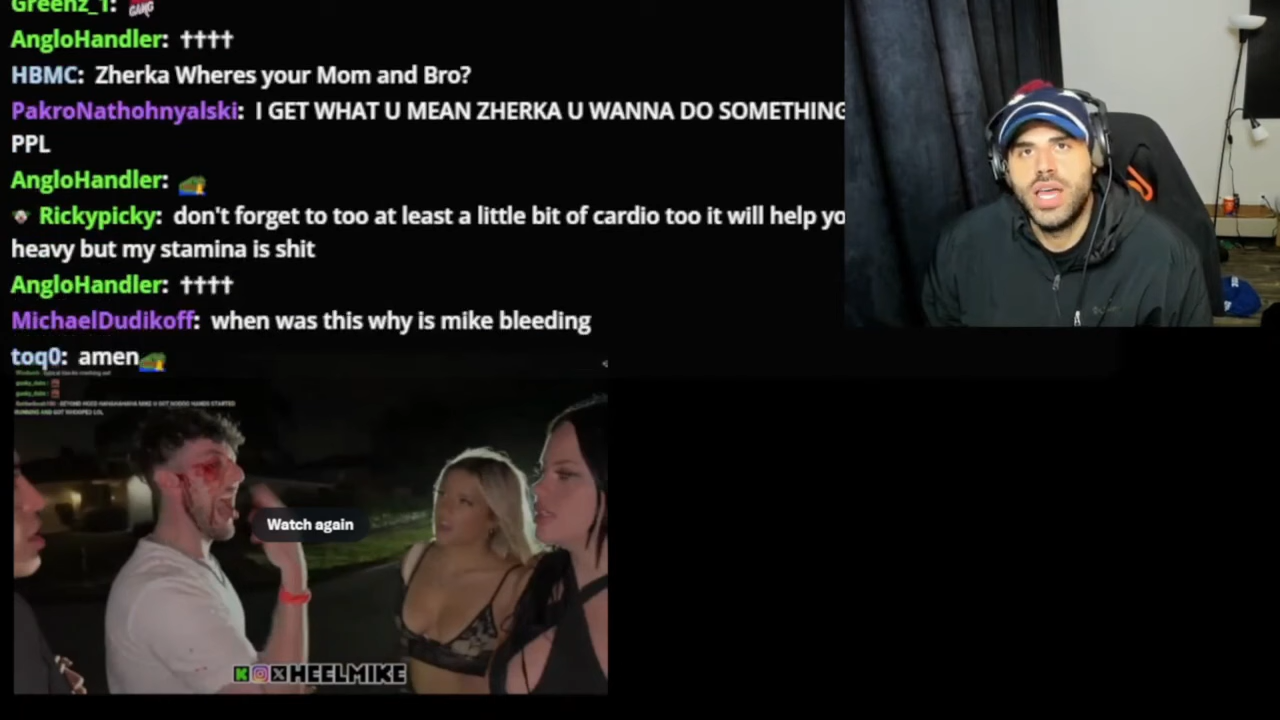 Greenz_1:
AngloHandler: ††††
HBMC: Zherka Wheres your Mom and Bro?
PakroNathohnyalski: I GET WHAT U MEAN ZHERKA U WANNA DO SOMETHING
PPL
AngloHandler:
Rickypicky: don't forget to too at least a little bit of cardio too it will help yo
heavy but my stamina is shit
AngloHandler: ††††
MichaelDudikoff: when was this why is mike bleeding
toq0: amen
Watch again
HEELMIKE